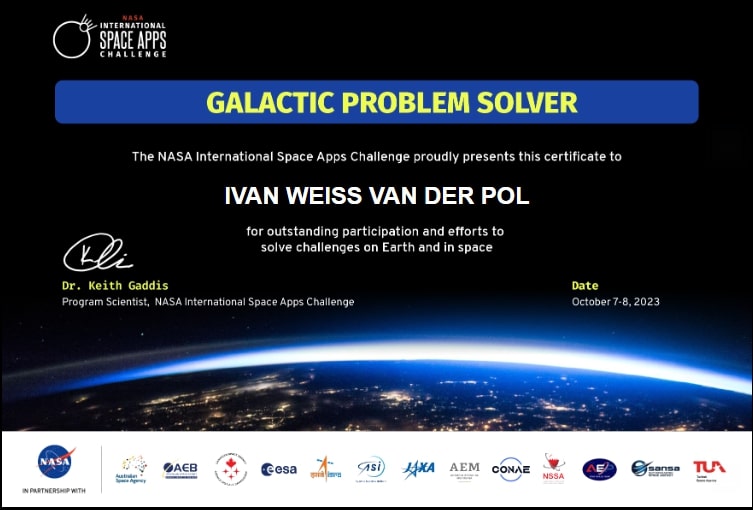 NASA
INTERNATIONAL
SPACE APPS
CHALLENGE
GALACTIC PROBLEM SOLVER
The NASA International Space Apps Challenge proudly presents this certificate to
IVAN WEISS VAN DER POL
for outstanding participation and efforts to
solve challenges on Earth and in space
Dr. Keith Gaddis
Program Scientist, NASA International Space Apps Challenge
Date
October 7-8, 2023
NASA
IN PARTNERSHIP WITH
Australian
Space Agency
AEB
esa
isro
asi
JAXA
AEM
CONAE
NSSA
AEP
sansa
TUA